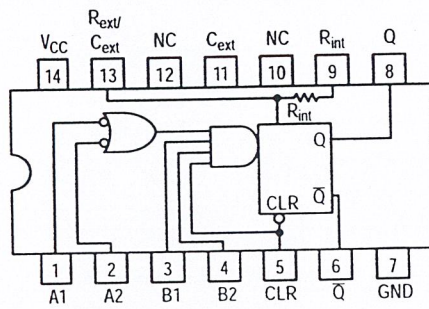 Rext/
VCC Cext NC Cext NC Rint Q
14 13 12 11 10 9 8
Rint
Q
CLR Q̅
1 2 3 4 5 6 7
A1 A2 B1 B2 CLR Q̅ GND